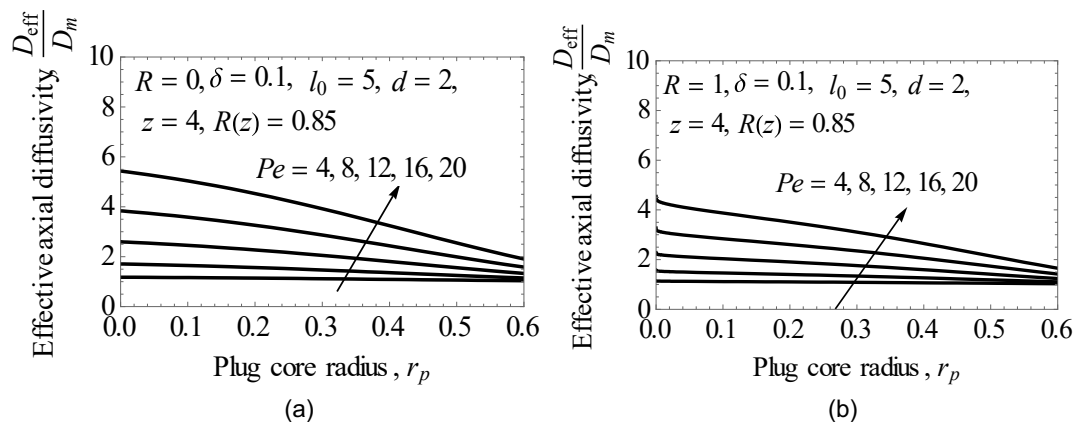 Effective axial diffusivity, D_eff/D_m
10
8
6
4
2
0
R = 0, δ = 0.1, l_0 = 5, d = 2,
z = 4, R(z) = 0.85
Pe = 4, 8, 12, 16, 20
0.0 0.1 0.2 0.3 0.4 0.5 0.6
Plug core radius , r_p
(a)
Effective axial diffusivity, D_eff/D_m
10
8
6
4
2
0
R = 1, δ = 0.1, l_0 = 5, d = 2,
z = 4, R(z) = 0.85
Pe = 4, 8, 12, 16, 20
0.0 0.1 0.2 0.3 0.4 0.5 0.6
Plug core radius , r_p
(b)